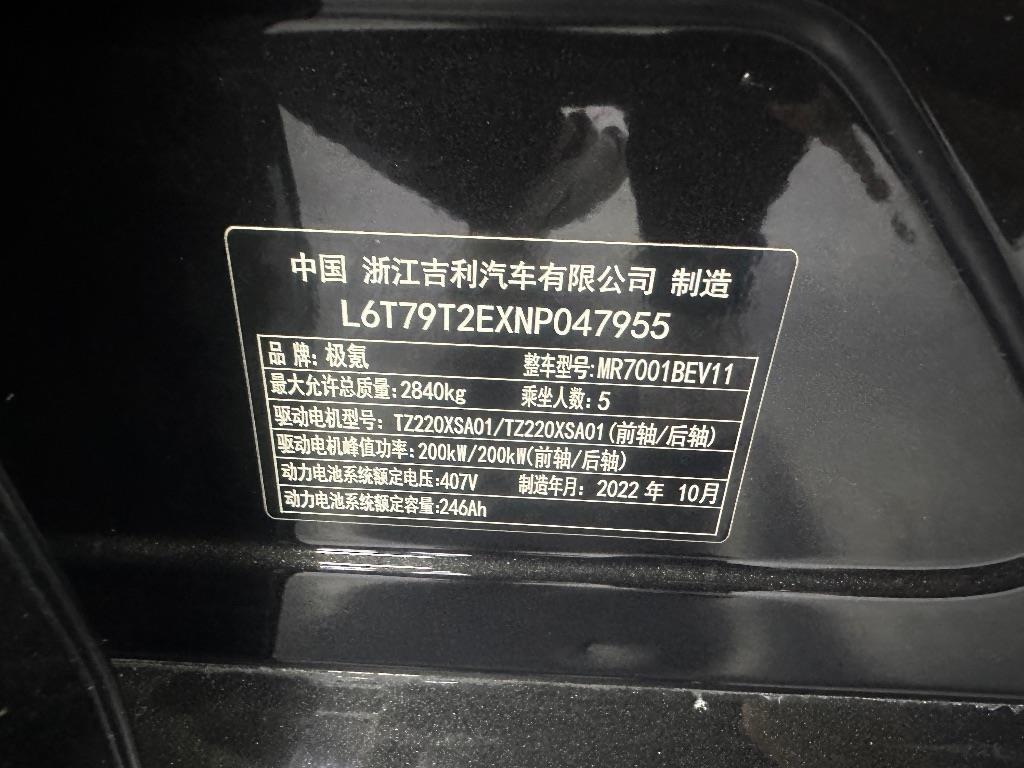 中国 浙江吉利汽车有限公司 制造
L6T79T2EXNP047955
品 牌: 极氪 整车型号:MR7001BEV11
最大允许总质量:2840kg 乘坐人数: 5
驱动电机型号: TZ220XSA01/TZ220XSA01(前轴/后轴)
驱动电机峰值功率:200kW/200kW(前轴/后轴)
动力电池系统额定电压:407V 制造年月: 2022 年 10月
动力电池系统额定容量:246Ah